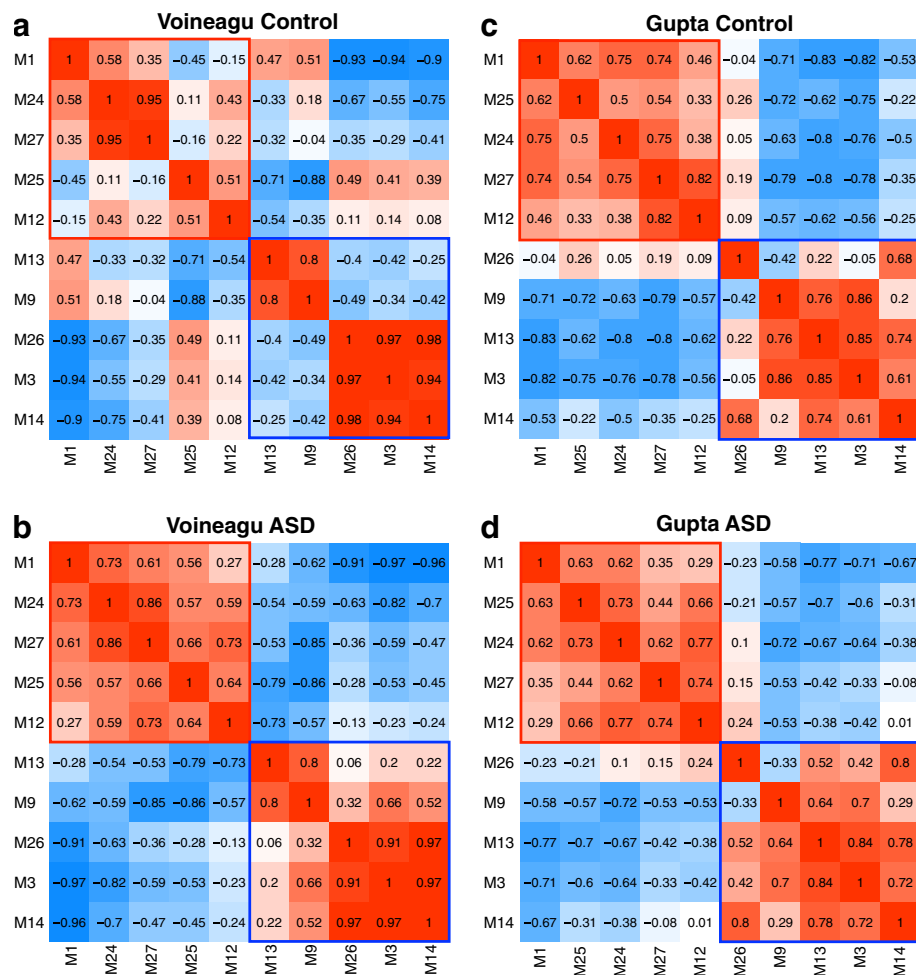 a
Voineagu Control
M1 1 0.58 0.35 −0.45 −0.15 0.47 0.51 −0.93 −0.94 −0.9
M24 0.58 1 0.95 0.11 0.43 −0.33 0.18 −0.67 −0.55 −0.75
M27 0.35 0.95 1 −0.16 0.22 −0.32 −0.04 −0.35 −0.29 −0.41
M25 −0.45 0.11 −0.16 1 0.51 −0.71 −0.88 0.49 0.41 0.39
M12 −0.15 0.43 0.22 0.51 1 −0.54 −0.35 0.11 0.14 0.08
M13 0.47 −0.33 −0.32 −0.71 −0.54 1 0.8 −0.4 −0.42 −0.25
M9 0.51 0.18 −0.04 −0.88 −0.35 0.8 1 −0.49 −0.34 −0.42
M26 −0.93 −0.67 −0.35 0.49 0.11 −0.4 −0.49 1 0.97 0.98
M3 −0.94 −0.55 −0.29 0.41 0.14 −0.42 −0.34 0.97 1 0.94
M14 −0.9 −0.75 −0.41 0.39 0.08 −0.25 −0.42 0.98 0.94 1
M1 M24 M27 M25 M12 M13 M9 M26 M3 M14
c
Gupta Control
M1 1 0.62 0.75 0.74 0.46 −0.04 −0.71 −0.83 −0.82 −0.53
M25 0.62 1 0.5 0.54 0.33 0.26 −0.72 −0.62 −0.75 −0.22
M24 0.75 0.5 1 0.75 0.38 0.05 −0.63 −0.8 −0.76 −0.5
M27 0.74 0.54 0.75 1 0.82 0.19 −0.79 −0.8 −0.78 −0.35
M12 0.46 0.33 0.38 0.82 1 0.09 −0.57 −0.62 −0.56 −0.25
M26 −0.04 0.26 0.05 0.19 0.09 1 −0.42 0.22 −0.05 0.68
M9 −0.71 −0.72 −0.63 −0.79 −0.57 −0.42 1 0.76 0.86 0.2
M13 −0.83 −0.62 −0.8 −0.8 −0.62 0.22 0.76 1 0.85 0.74
M3 −0.82 −0.75 −0.76 −0.78 −0.56 −0.05 0.86 0.85 1 0.61
M14 −0.53 −0.22 −0.5 −0.35 −0.25 0.68 0.2 0.74 0.61 1
M1 M25 M24 M27 M12 M26 M9 M13 M3 M14
b
Voineagu ASD
M1 1 0.73 0.61 0.56 0.27 −0.28 −0.62 −0.91 −0.97 −0.96
M24 0.73 1 0.86 0.57 0.59 −0.54 −0.59 −0.63 −0.82 −0.7
M27 0.61 0.86 1 0.66 0.73 −0.53 −0.85 −0.36 −0.59 −0.47
M25 0.56 0.57 0.66 1 0.64 −0.79 −0.86 −0.28 −0.53 −0.45
M12 0.27 0.59 0.73 0.64 1 −0.73 −0.57 −0.13 −0.23 −0.24
M13 −0.28 −0.54 −0.53 −0.79 −0.73 1 0.8 0.06 0.2 0.22
M9 −0.62 −0.59 −0.85 −0.86 −0.57 0.8 1 0.32 0.66 0.52
M26 −0.91 −0.63 −0.36 −0.28 −0.13 0.06 0.32 1 0.91 0.97
M3 −0.97 −0.82 −0.59 −0.53 −0.23 0.2 0.66 0.91 1 0.97
M14 −0.96 −0.7 −0.47 −0.45 −0.24 0.22 0.52 0.97 0.97 1
M1 M24 M27 M25 M12 M13 M9 M26 M3 M14
d
Gupta ASD
M1 1 0.63 0.62 0.35 0.29 −0.23 −0.58 −0.77 −0.71 −0.67
M25 0.63 1 0.73 0.44 0.66 −0.21 −0.57 −0.7 −0.6 −0.31
M24 0.62 0.73 1 0.62 0.77 0.1 −0.72 −0.67 −0.64 −0.38
M27 0.35 0.44 0.62 1 0.74 0.15 −0.53 −0.42 −0.33 −0.08
M12 0.29 0.66 0.77 0.74 1 0.24 −0.53 −0.38 −0.42 0.01
M26 −0.23 −0.21 0.1 0.15 0.24 1 −0.33 0.52 0.42 0.8
M9 −0.58 −0.57 −0.72 −0.53 −0.53 −0.33 1 0.64 0.7 0.29
M13 −0.77 −0.7 −0.67 −0.42 −0.38 0.52 0.64 1 0.84 0.78
M3 −0.71 −0.6 −0.64 −0.33 −0.42 0.42 0.7 0.84 1 0.72
M14 −0.67 −0.31 −0.38 −0.08 0.01 0.8 0.29 0.78 0.72 1
M1 M25 M24 M27 M12 M26 M9 M13 M3 M14